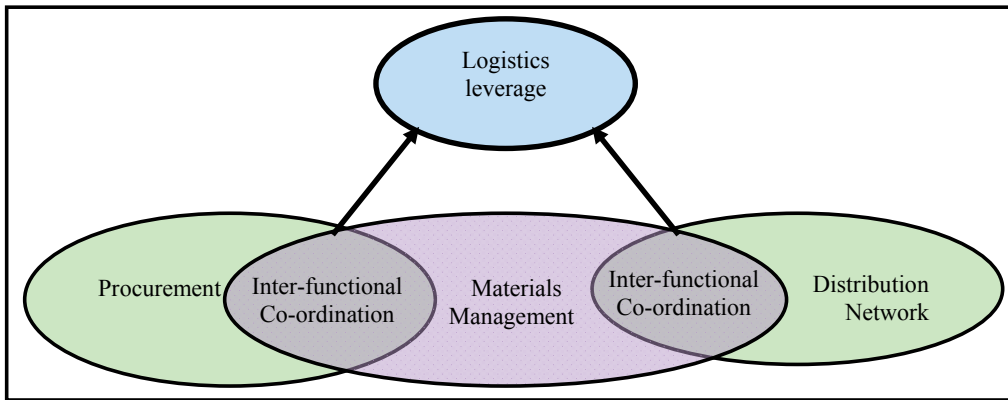 Logistics
leverage
Procurement
Inter-functional
Co-ordination
Materials
Management
Inter-functional
Co-ordination
Distribution
Network